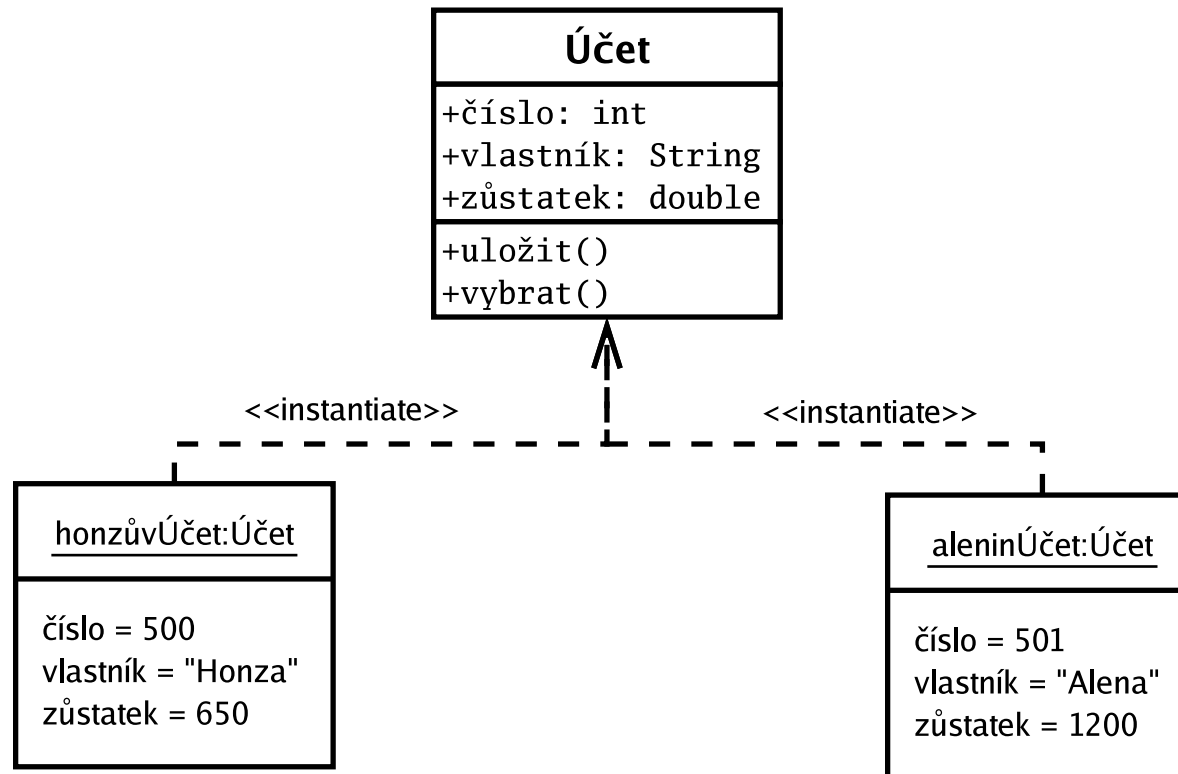 Účet
+číslo: int
+vlastník: String
+zůstatek: double
+uložit()
+vybrat()
<<instantiate>>
<<instantiate>>
honzůvÚčet:Účet
číslo = 500
vlastník = "Honza"
zůstatek = 650
aleninÚčet:Účet
číslo = 501
vlastník = "Alena"
zůstatek = 1200